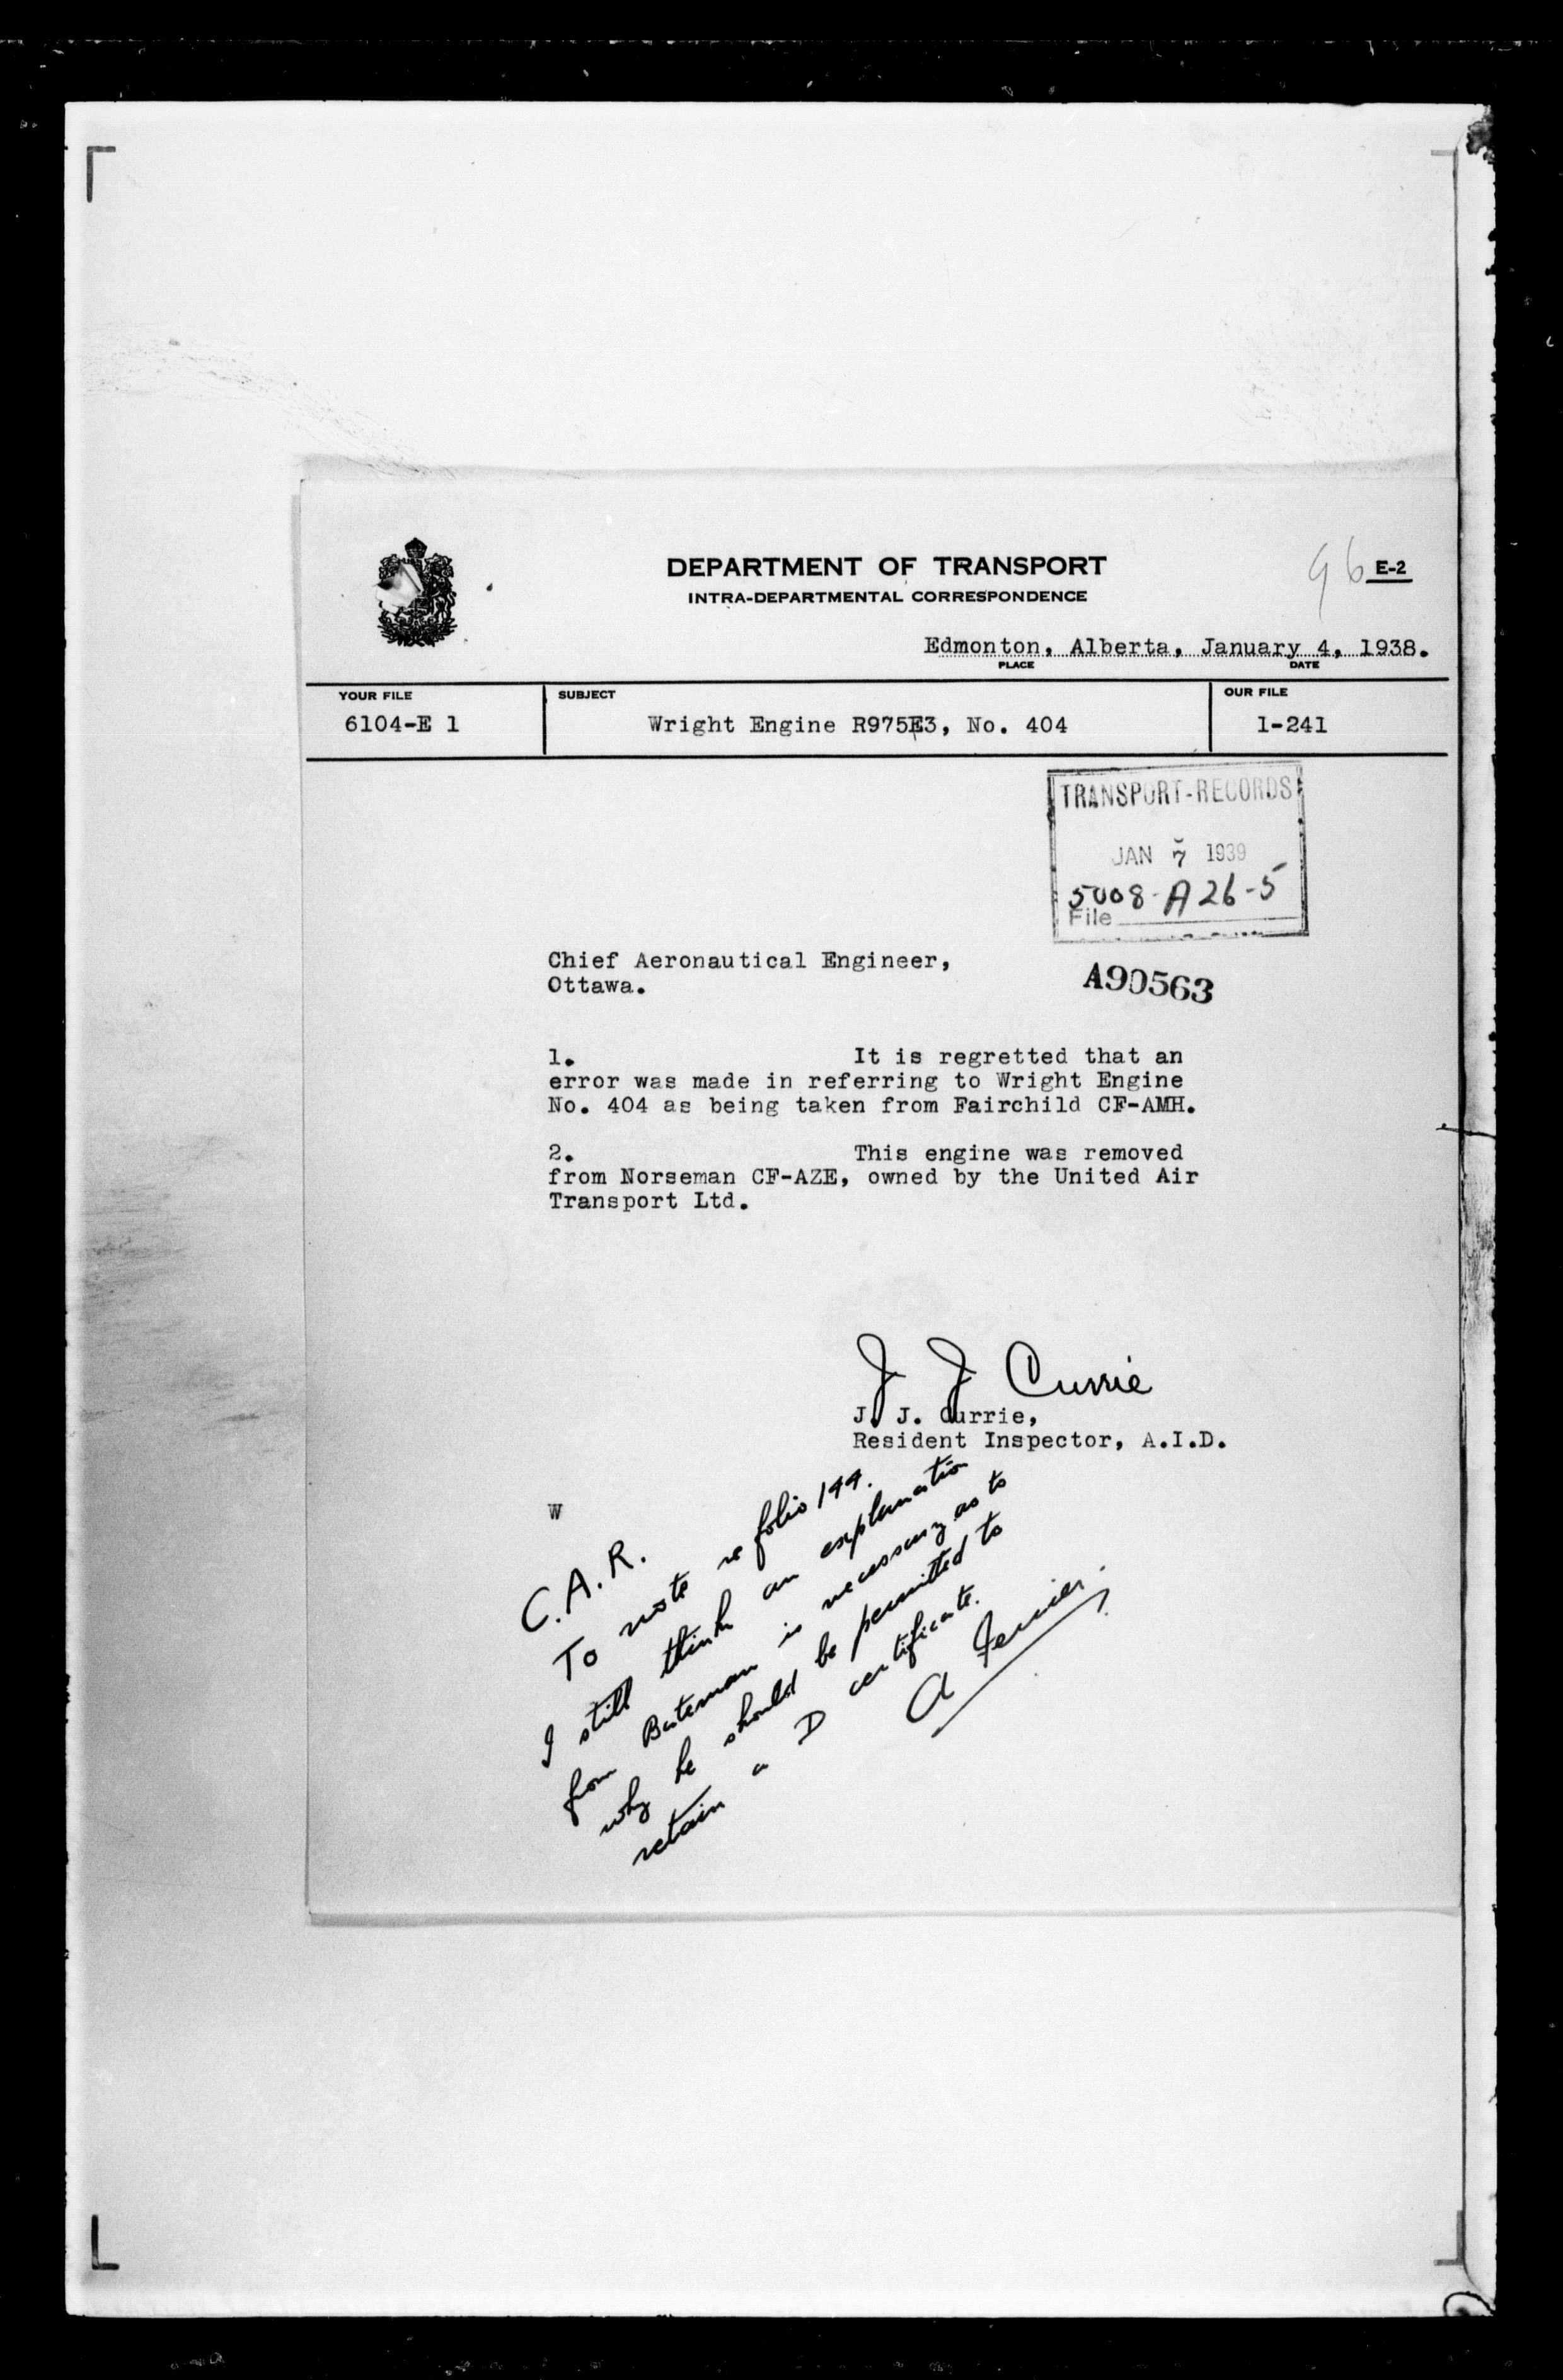 DEPARTMENT OF TRANSPORT
INTRA-DEPARTMENTAL CORRESPONDENCE
96 E-2
Edmonton, Alberta, January 4, 1938.
PLACE DATE
YOUR FILE SUBJECT OUR FILE
6104-E 1 Wright Engine R975E3, No. 404 1-241
TRANSPORT-RECORDS
JAN 7 1939
5008-A26-5
File
A90563
Chief Aeronautical Engineer,
Ottawa.
1. It is regretted that an
error was made in referring to Wright Engine
No. 404 as being taken from Fairchild CF-AMH.
2. This engine was removed
from Norseman CF-AZE, owned by the United Air
Transport Ltd.
J J Currie
J. J. Currie,
Resident Inspector, A.I.D.
W
C.A.R.
To note re folio 144.
I still think an explanation
from Bateman is necessary as to
why he should be permitted to
retain a D certificate.
A Ferrier.